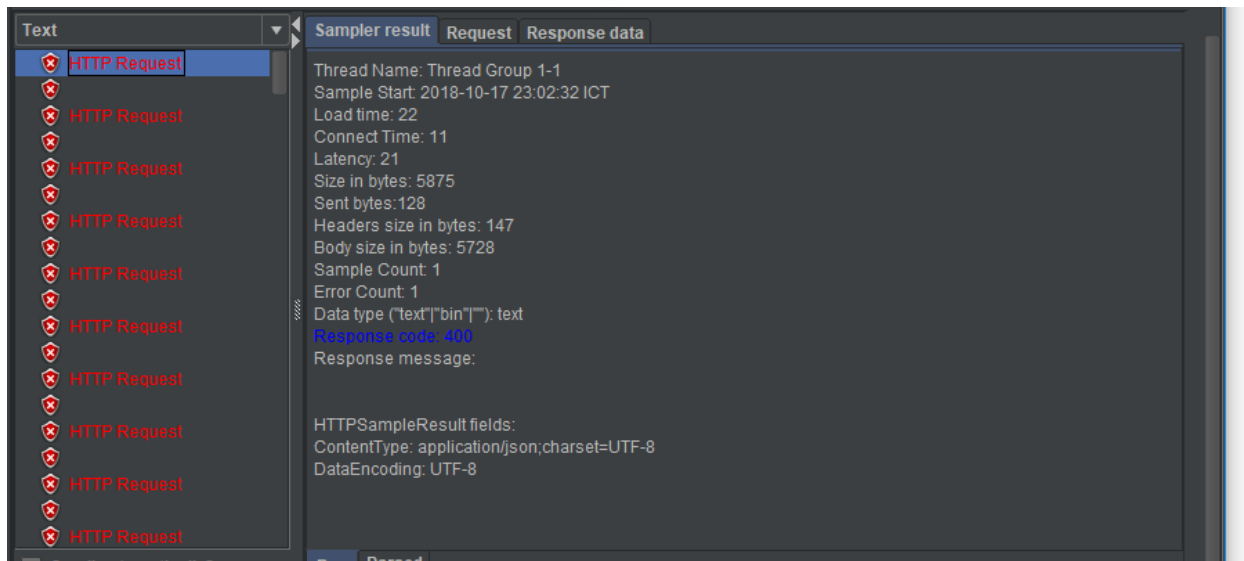 Text
Sampler result Request Response data
HTTP Request
HTTP Request
HTTP Request
HTTP Request
HTTP Request
HTTP Request
HTTP Request
HTTP Request
HTTP Request
HTTP Request
Thread Name: Thread Group 1-1
Sample Start: 2018-10-17 23:02:32 ICT
Load time: 22
Connect Time: 11
Latency: 21
Size in bytes: 5875
Sent bytes:128
Headers size in bytes: 147
Body size in bytes: 5728
Sample Count: 1
Error Count: 1
Data type ("text"|"bin"|""): text
Response code: 400
Response message:
HTTPSampleResult fields:
ContentType: application/json;charset=UTF-8
DataEncoding: UTF-8
Parsed